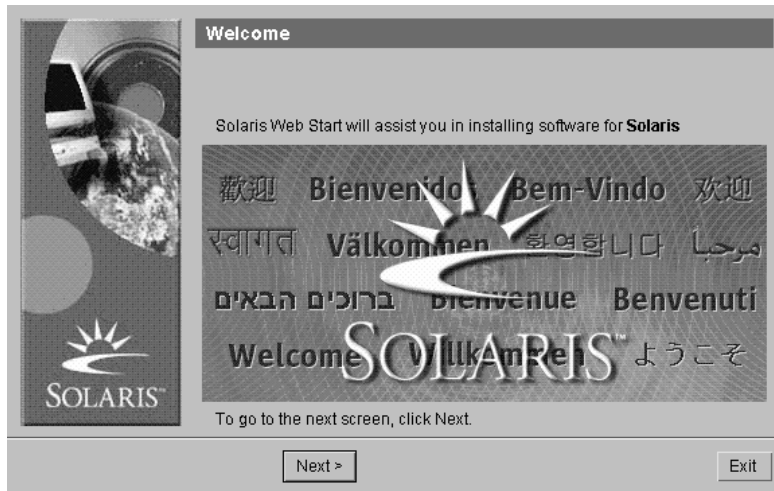 Welcome
Solaris Web Start will assist you in installing software for Solaris
歡迎 Bienvenidos Bem-Vindo 欢迎
स्वागत Välkommen 환영합니다 مرحباً
ברוכים הבאים Bienvenue Benvenuti
Welcome Willkommen ようこそ
SOLARIS™
SOLARIS™
To go to the next screen, click Next.
Next >
Exit